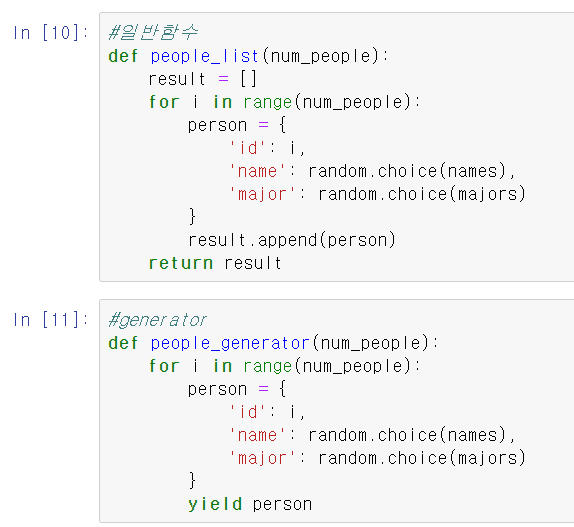 In [10]: #일반함수
def people_list(num_people):
    result = []
    for i in range(num_people):
        person = {
            'id': i,
            'name': random.choice(names),
            'major': random.choice(majors)
        }
        result.append(person)
    return result
In [11]: #generator
def people_generator(num_people):
    for i in range(num_people):
        person = {
            'id': i,
            'name': random.choice(names),
            'major': random.choice(majors)
        }
        yield person